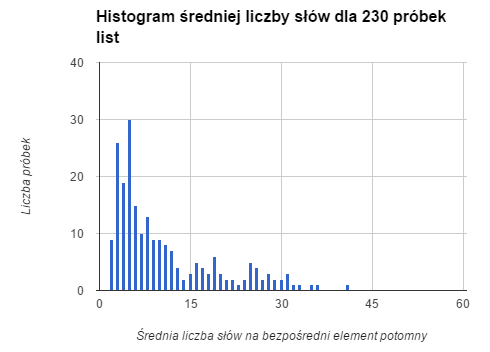 Histogram średniej liczby słów dla 230 próbek
list
40
30
20
10
0
Liczba próbek
0 15 30 45 60
Średnia liczba słów na bezpośredni element potomny